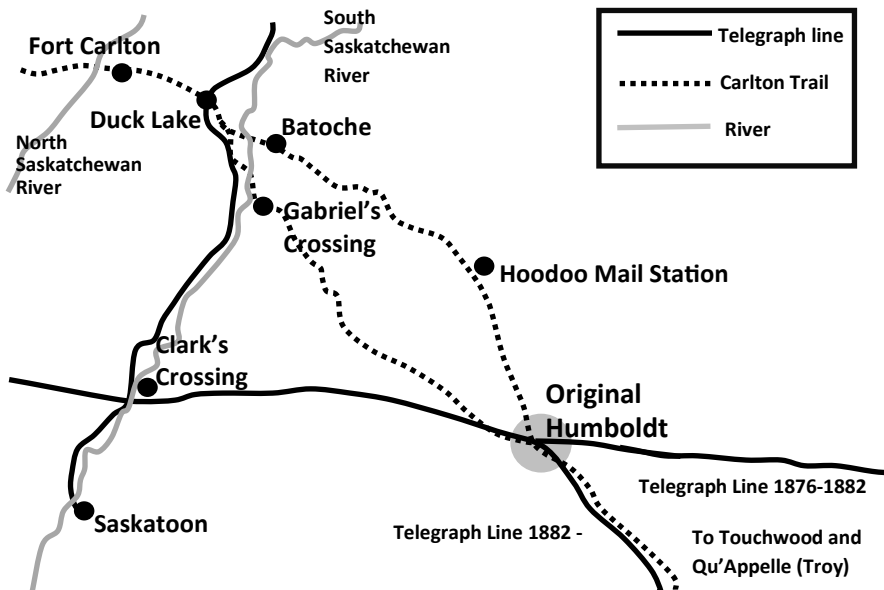 Fort Carlton
South
Saskatchewan
River
Telegraph line
Carlton Trail
River
Duck Lake
Batoche
North
Saskatchewan
River
Gabriel's
Crossing
Hoodoo Mail Station
Clark's
Crossing
Original
Humboldt
Telegraph Line 1876-1882
Saskatoon
Telegraph Line 1882 -
To Touchwood and
Qu'Appelle (Troy)